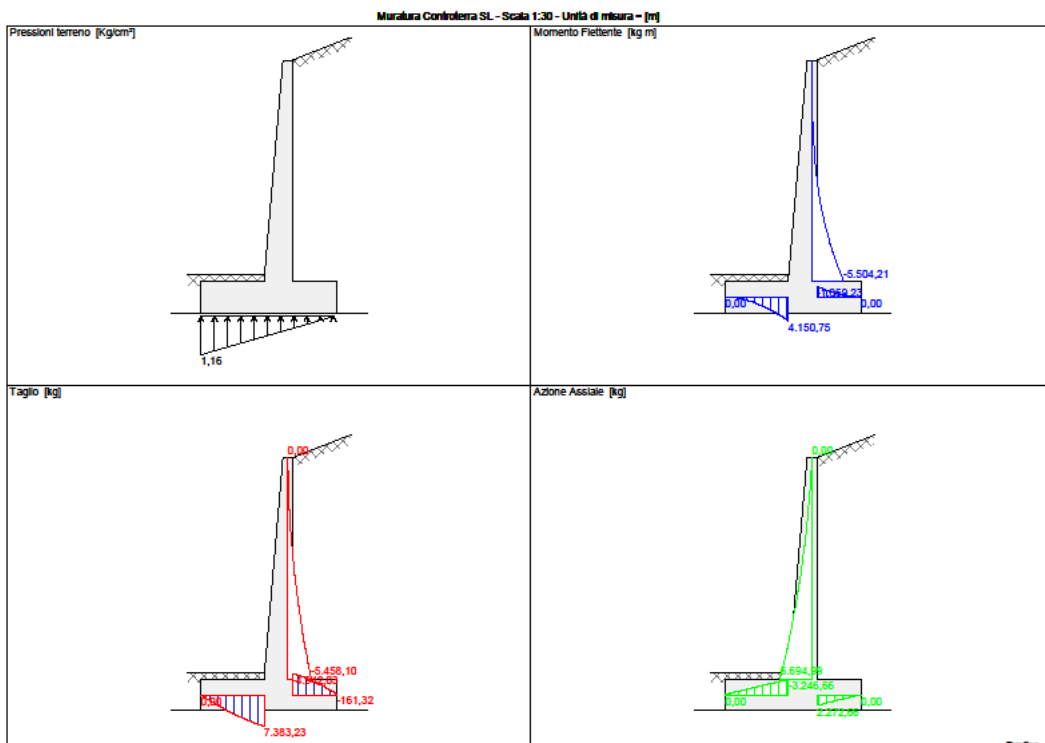 Muratura Controterra SL - Scala 1:30 - Unità di misura = [m]
Pressioni terreno [Kg/cm²]
1,16
Momento Flettente [kg m]
-5.504,21
0,00
0,00
4.150,75
Taglio [kg]
0,00
-5.458,10
0,00
-161,32
7.383,23
Azione Assiale [kg]
0,00
-3.246,66
0,00
0,00